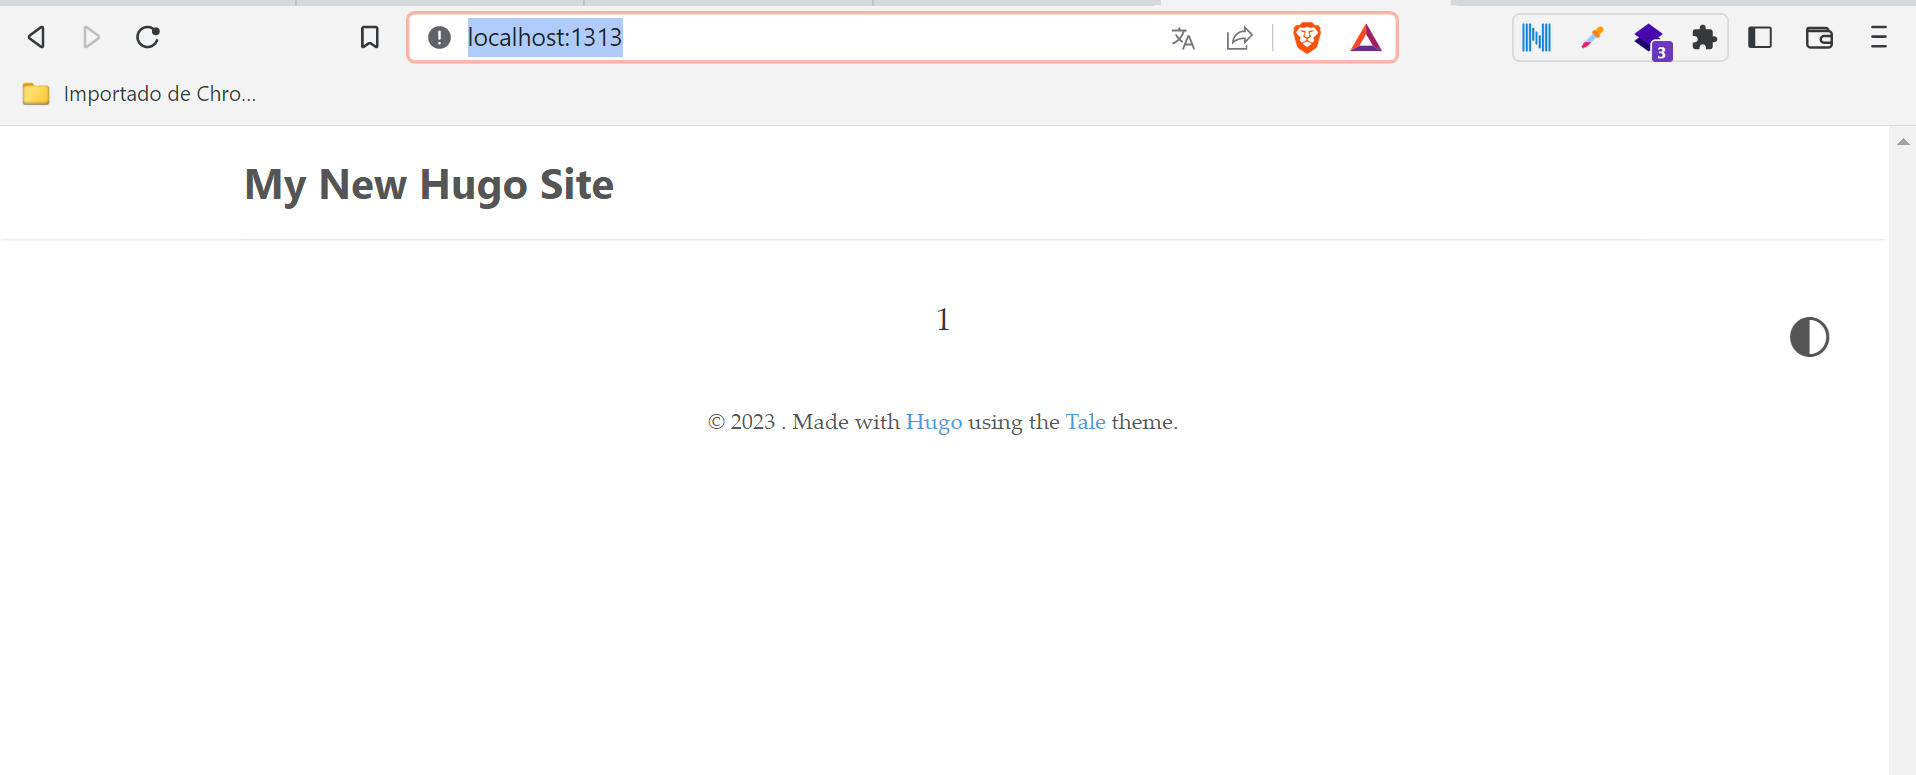 localhost:1313
3
Importado de Chro...
My New Hugo Site
1
© 2023 . Made with Hugo using the Tale theme.